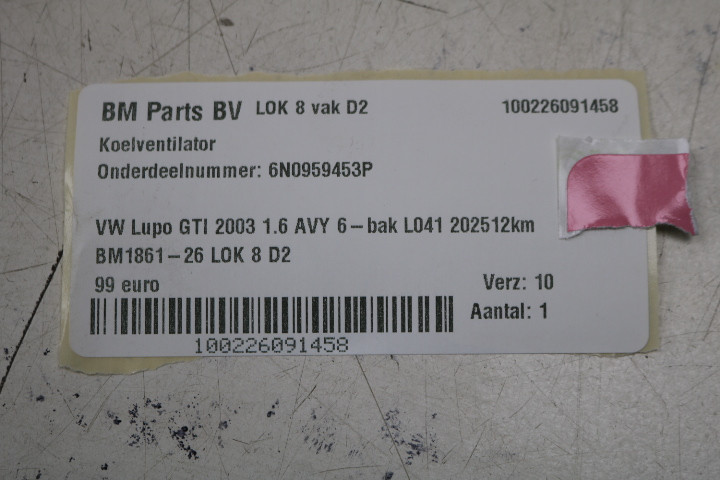 BM Parts BV LOK 8 vak D2 100226091458
Koelventilator
Onderdeelnummer: 6N0959453P
VW Lupo GTI 2003 1.6 AVY 6-bak L041 202512km
BM1861-26 LOK 8 D2
99 euro Verz: 10
Aantal: 1
100226091458